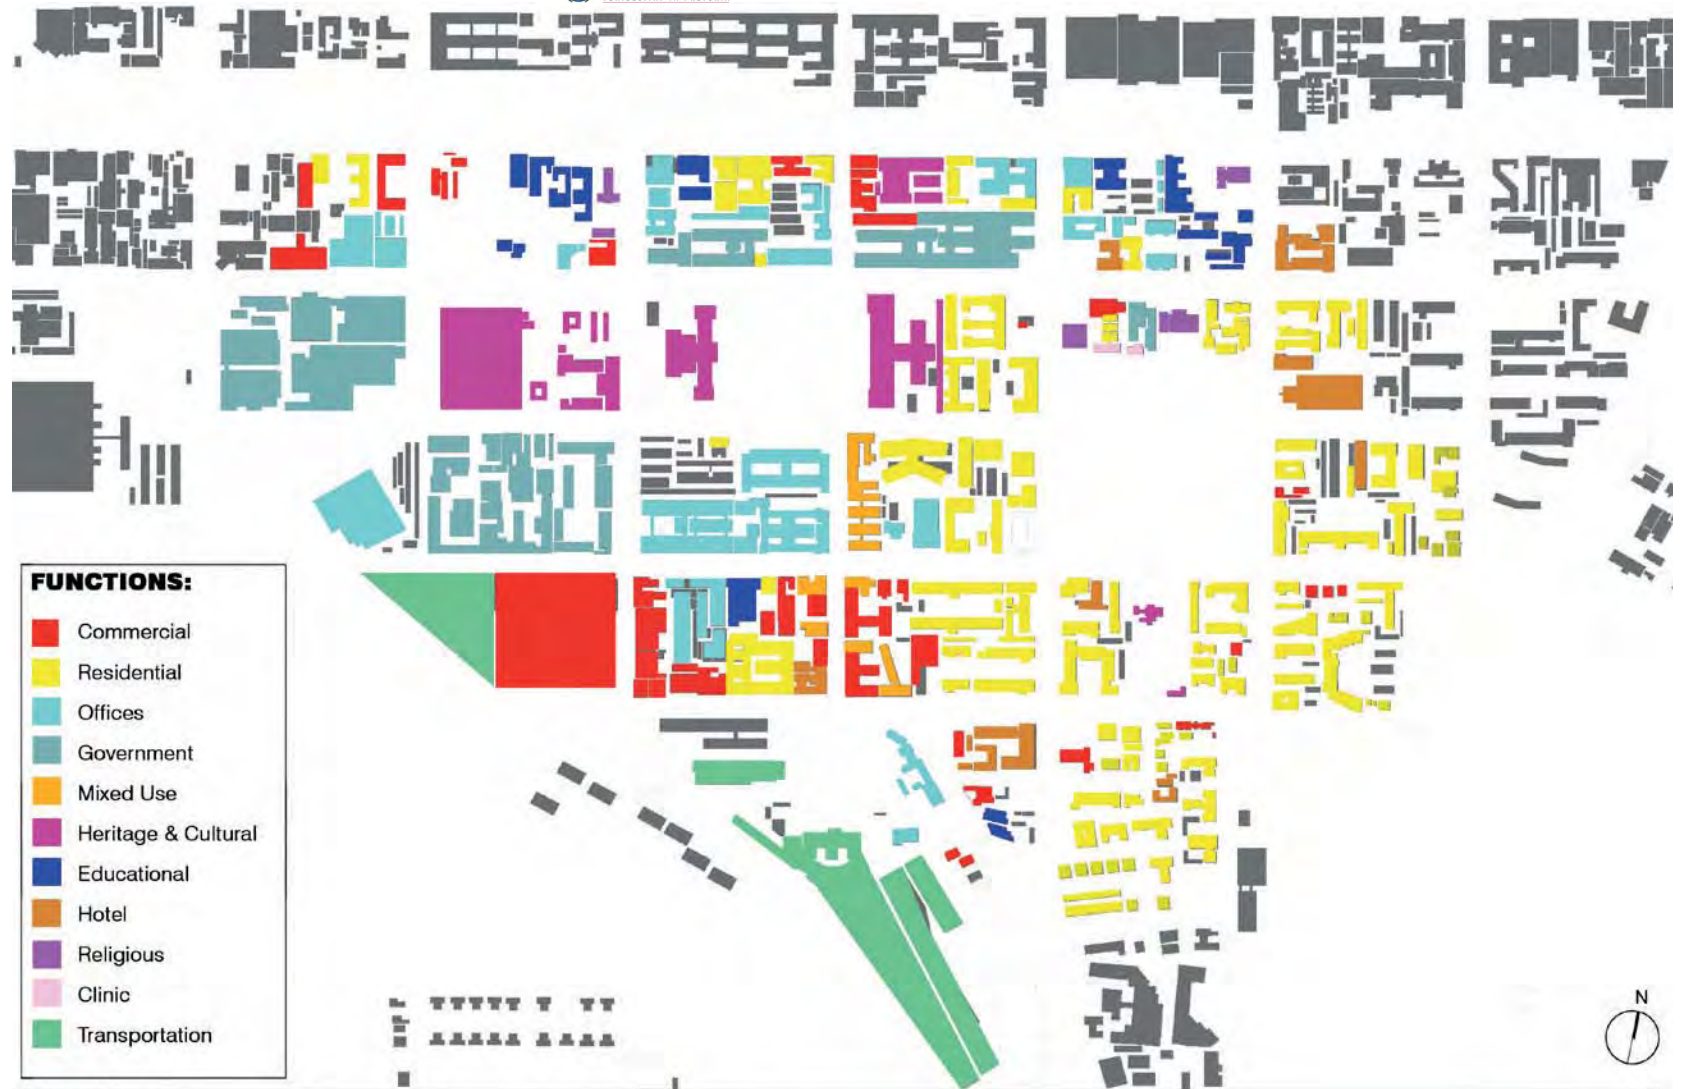 FUNCTIONS:
Commercial
Residential
Offices
Government
Mixed Use
Heritage & Cultural
Educational
Hotel
Religious
Clinic
Transportation
N